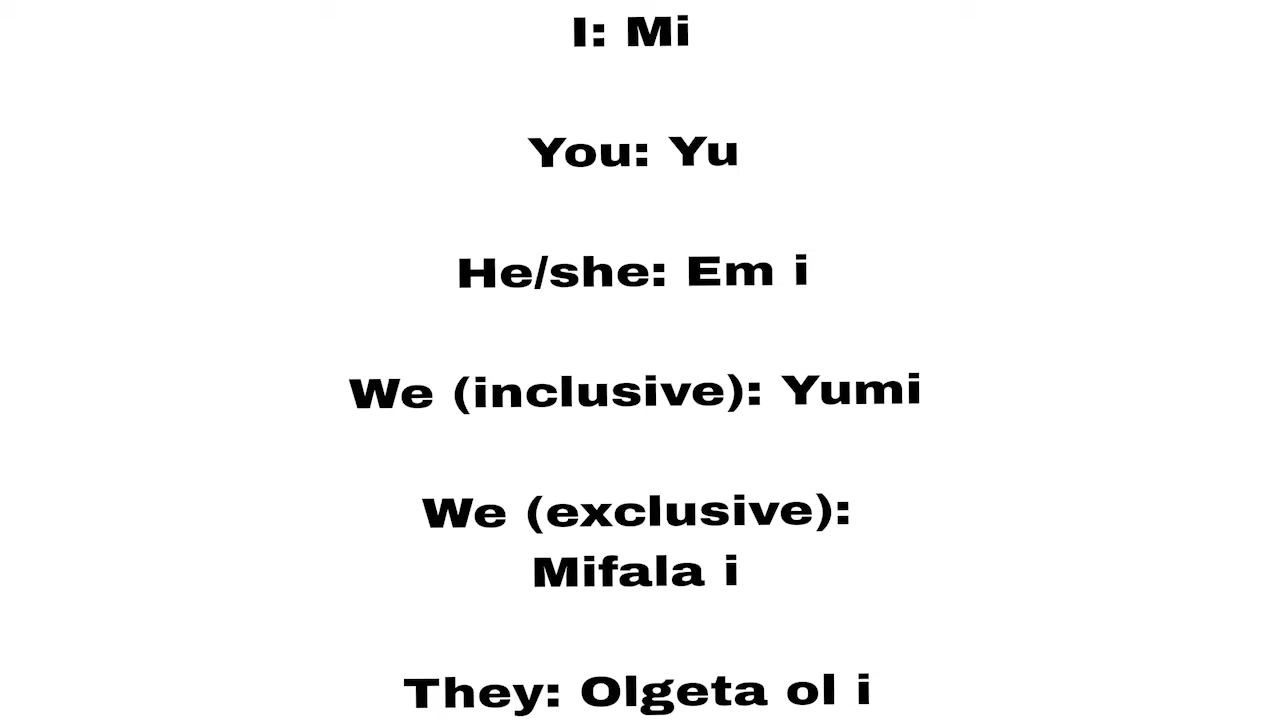 I: Mi
You: Yu
He/she: Em i
We (inclusive): Yumi
We (exclusive):
Mifala i
They: Olgeta ol i